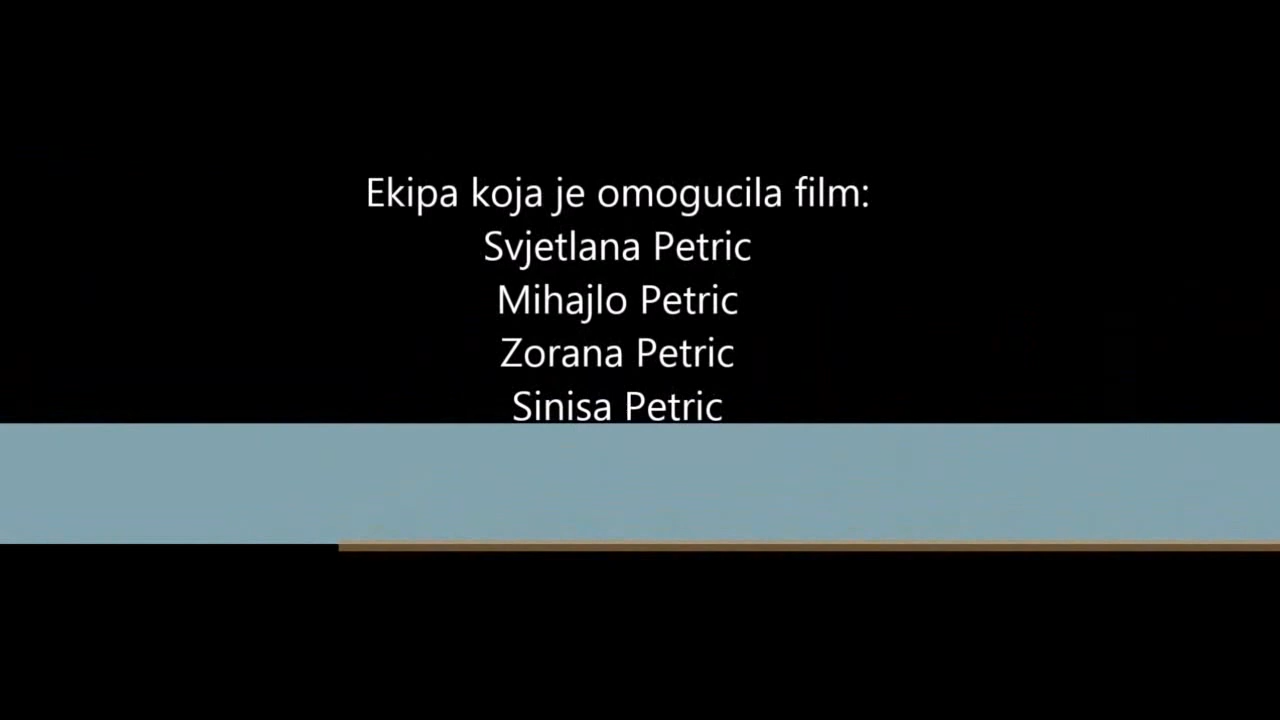 Ekipa koja je omogucila film:
Svjetlana Petric
Mihajlo Petric
Zorana Petric
Sinisa Petric